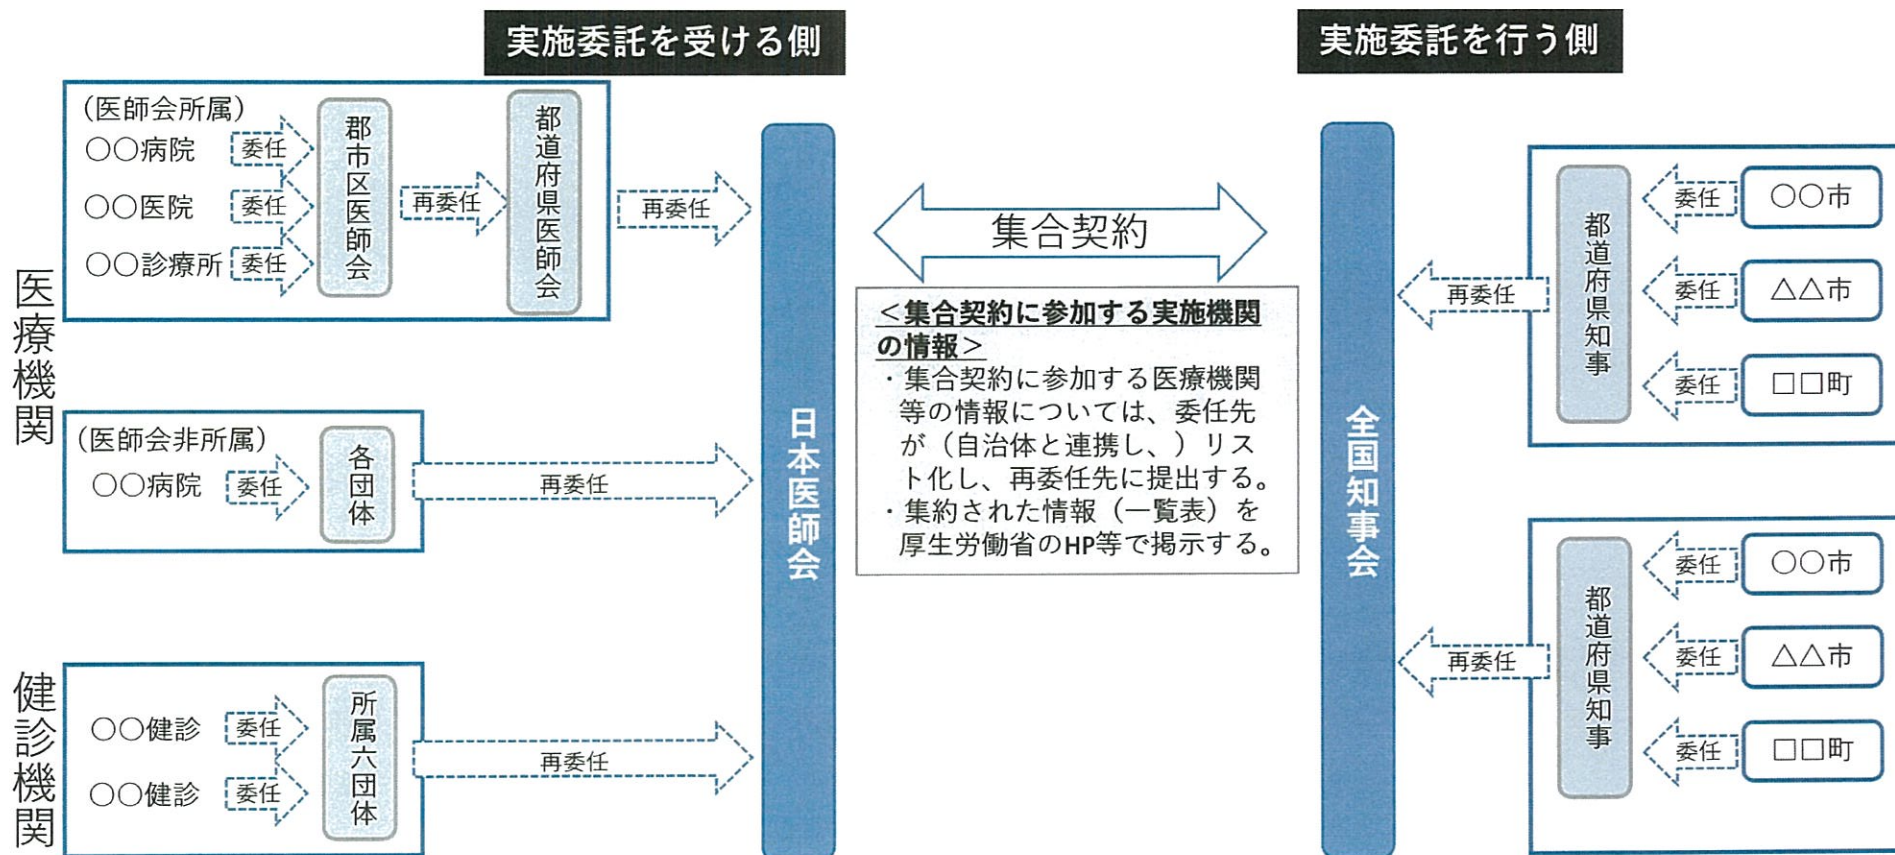 実施委託を受ける側
実施委託を行う側
医療機関
(医師会所属)
〇〇病院
委任
〇〇医院
委任
〇〇診療所
委任
郡市区医師会
再委任
都道府県医師会
再委任
(医師会非所属)
〇〇病院
委任
各団体
再委任
健診機関
〇〇健診
委任
〇〇健診
委任
所属六団体
再委任
日本医師会
集合契約
<集合契約に参加する実施機関
の情報>
・集合契約に参加する医療機関
等の情報については、委任先
が(自治体と連携し、)リス
ト化し、再委任先に提出する。
・集約された情報(一覧表)を
厚生労働省のHP等で掲示する。
全国知事会
再委任
都道府県知事
委任
〇〇市
委任
△△市
委任
□□町
再委任
都道府県知事
委任
〇〇市
委任
△△市
委任
□□町